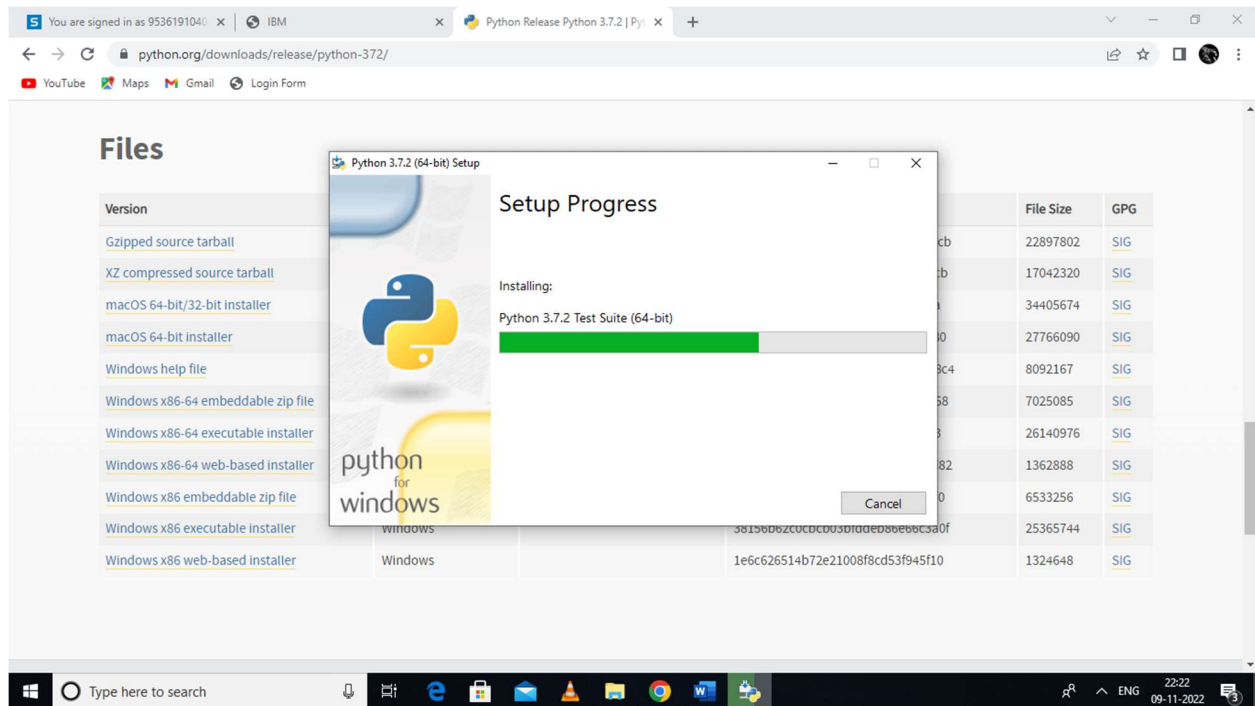 You are signed in as 9536191040
IBM
Python Release Python 3.7.2 | Pyt
python.org/downloads/release/python-372/
YouTube
Maps
Gmail
Login Form
Files
Python 3.7.2 (64-bit) Setup
Setup Progress
Installing:
Python 3.7.2 Test Suite (64-bit)
python
for
windows
Cancel
Version File Size GPG
Gzipped source tarball cb 22897802 SIG
XZ compressed source tarball 17042320 SIG
macOS 64-bit/32-bit installer 34405674 SIG
macOS 64-bit installer 27766090 SIG
Windows help file 8c4 8092167 SIG
Windows x86-64 embeddable zip file 7025085 SIG
Windows x86-64 executable installer 26140976 SIG
Windows x86-64 web-based installer 82 1362888 SIG
Windows x86 embeddable zip file 6533256 SIG
Windows x86 executable installer Windows 25365744 SIG
Windows x86 web-based installer Windows 1e6c626514b72e21008f8cd53f945f10 1324648 SIG
Type here to search
ENG
22:22
09-11-2022
3